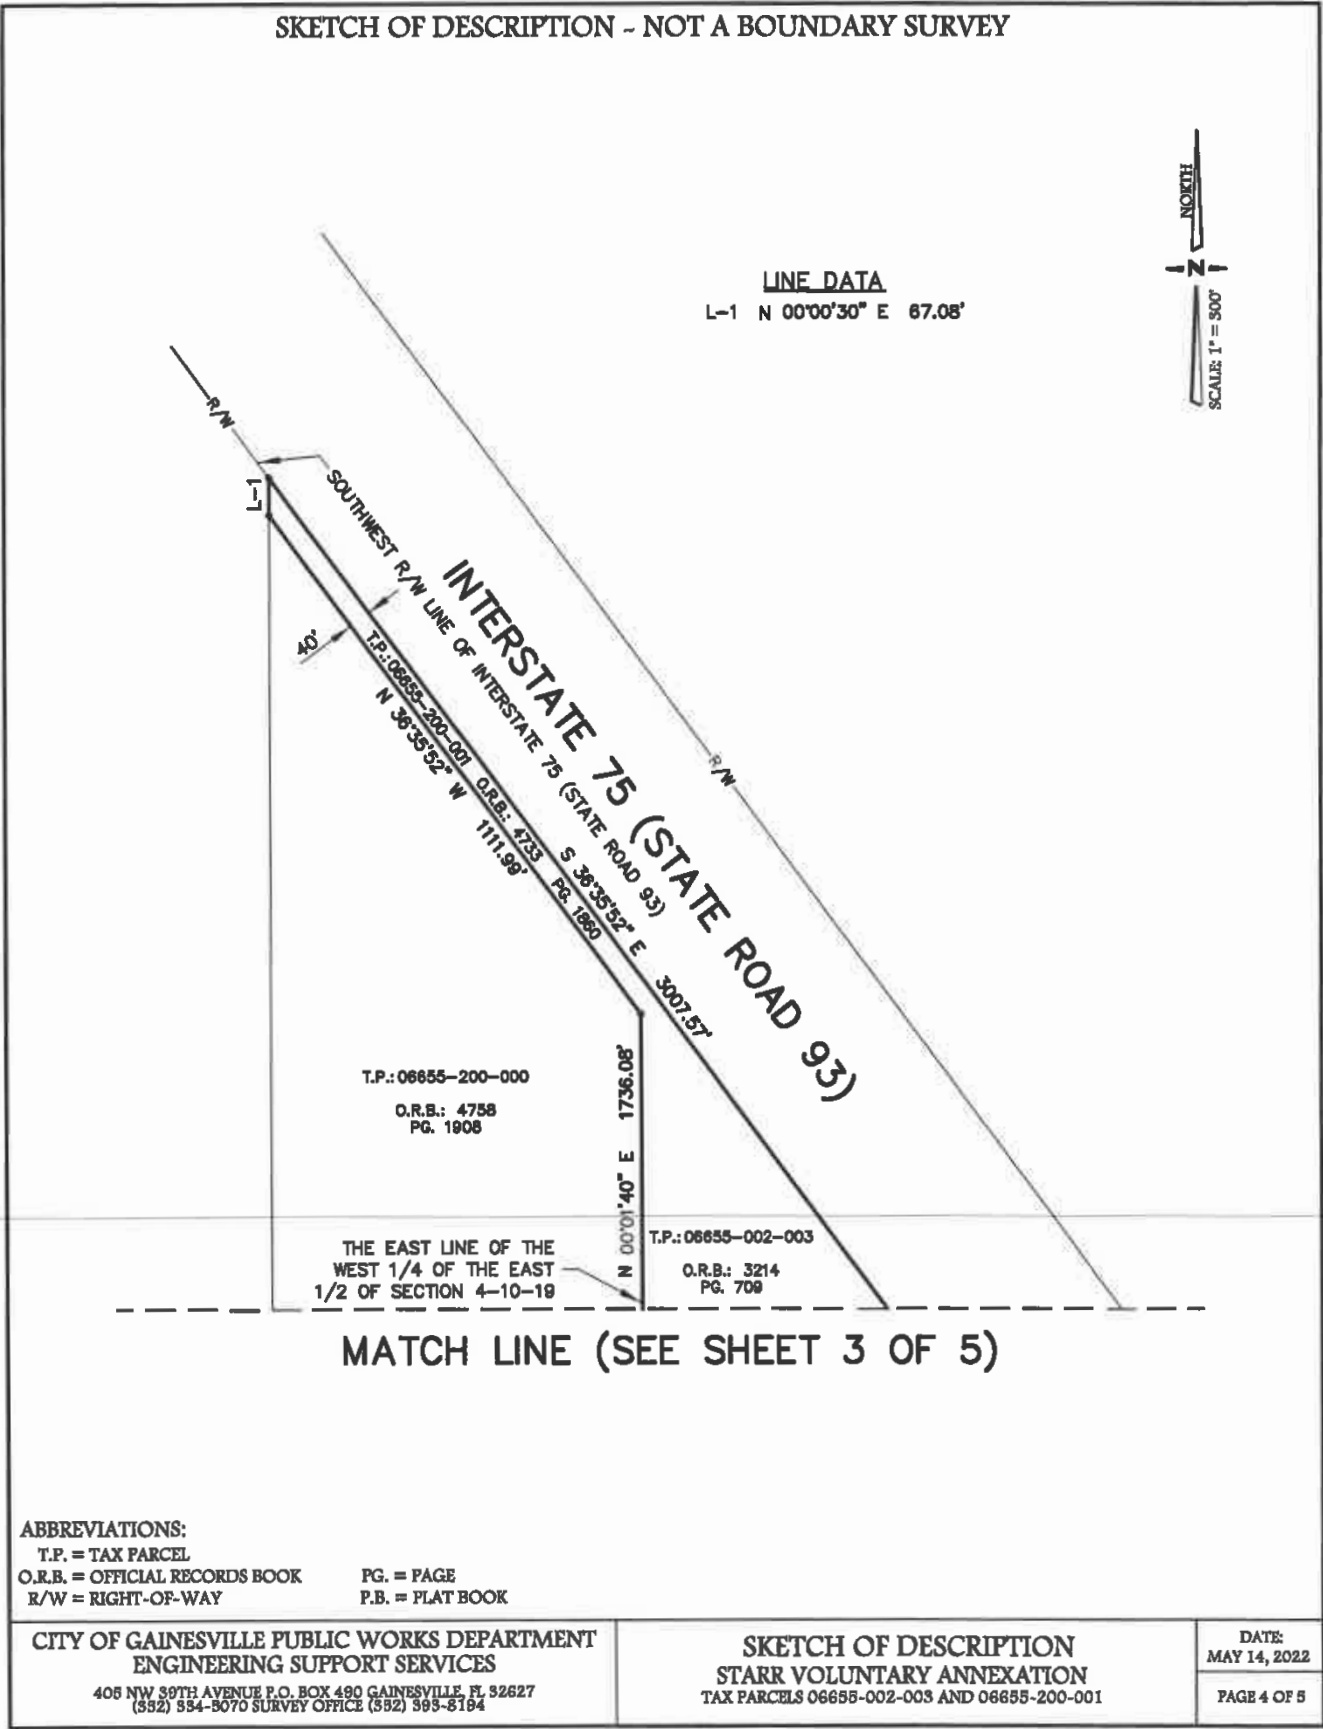 SKETCH OF DESCRIPTION ~ NOT A BOUNDARY SURVEY
NORTH
N
SCALE: 1" = 300'
LINE DATA
L-1 N 00°00'30" E 67.08'
R/W
L-1
SOUTHWEST R/W LINE OF INTERSTATE 75 (STATE ROAD 93)
INTERSTATE 75 (STATE ROAD 93)
R/W
40'
T.P.: 06655-200-001 O.R.B.: 4733 PG. 1860
N 36°35'52" W 1111.99'
S 36°35'52" E 3007.57'
T.P.: 06655-200-000
O.R.B.: 4758
PG. 1908
N 00°01'40" E 1736.08'
T.P.: 06655-002-003
O.R.B.: 3214
PG. 709
THE EAST LINE OF THE
WEST 1/4 OF THE EAST
1/2 OF SECTION 4-10-19
MATCH LINE (SEE SHEET 3 OF 5)
ABBREVIATIONS:
T.P. = TAX PARCEL
O.R.B. = OFFICIAL RECORDS BOOK PG. = PAGE
R/W = RIGHT-OF-WAY P.B. = PLAT BOOK
CITY OF GAINESVILLE PUBLIC WORKS DEPARTMENT
ENGINEERING SUPPORT SERVICES
405 NW 39TH AVENUE P.O. BOX 490 GAINESVILLE, FL 32627
(352) 334-5070 SURVEY OFFICE (352) 393-8194
SKETCH OF DESCRIPTION
STARR VOLUNTARY ANNEXATION
TAX PARCELS 06655-002-003 AND 06655-200-001
DATE:
MAY 14, 2022
PAGE 4 OF 5